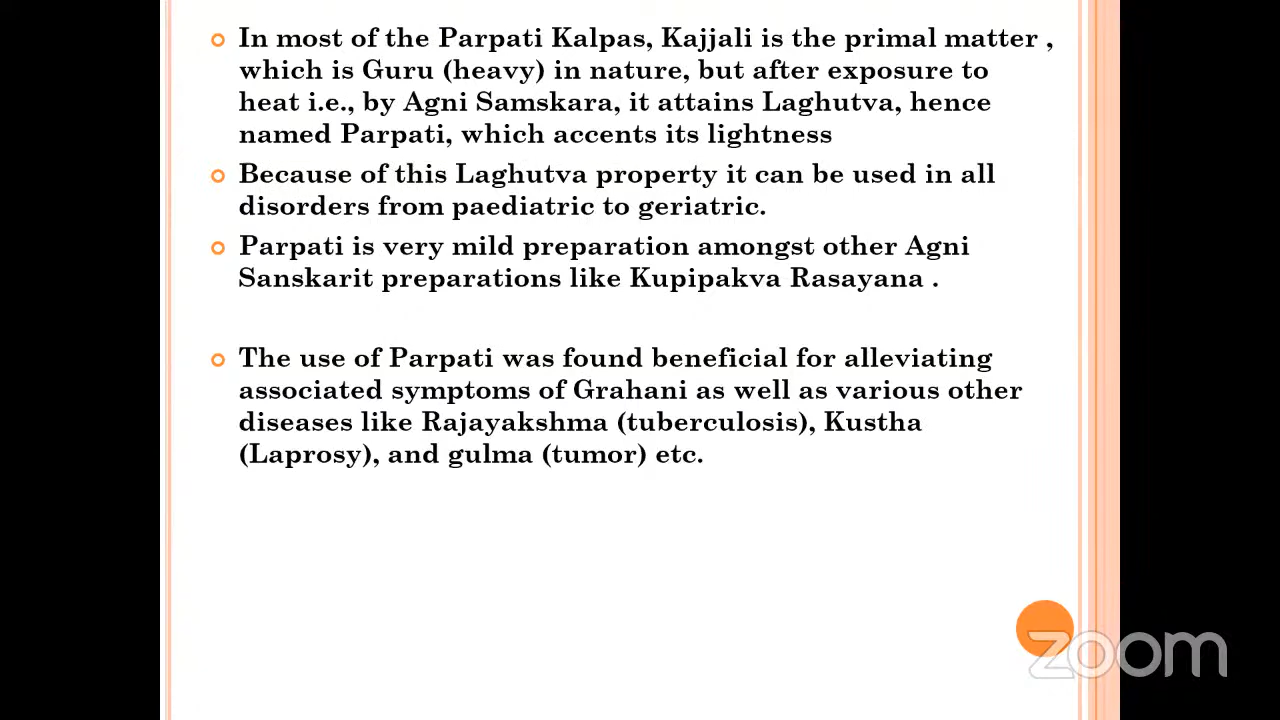 In most of the Parpati Kalpas, Kajjali is the primal matter ,
which is Guru (heavy) in nature, but after exposure to
heat i.e., by Agni Samskara, it attains Laghutva, hence
named Parpati, which accents its lightness
Because of this Laghutva property it can be used in all
disorders from paediatric to geriatric.
Parpati is very mild preparation amongst other Agni
Sanskarit preparations like Kupipakva Rasayana .
The use of Parpati was found beneficial for alleviating
associated symptoms of Grahani as well as various other
diseases like Rajayakshma (tuberculosis), Kustha
(Laprosy), and gulma (tumor) etc.
zoom